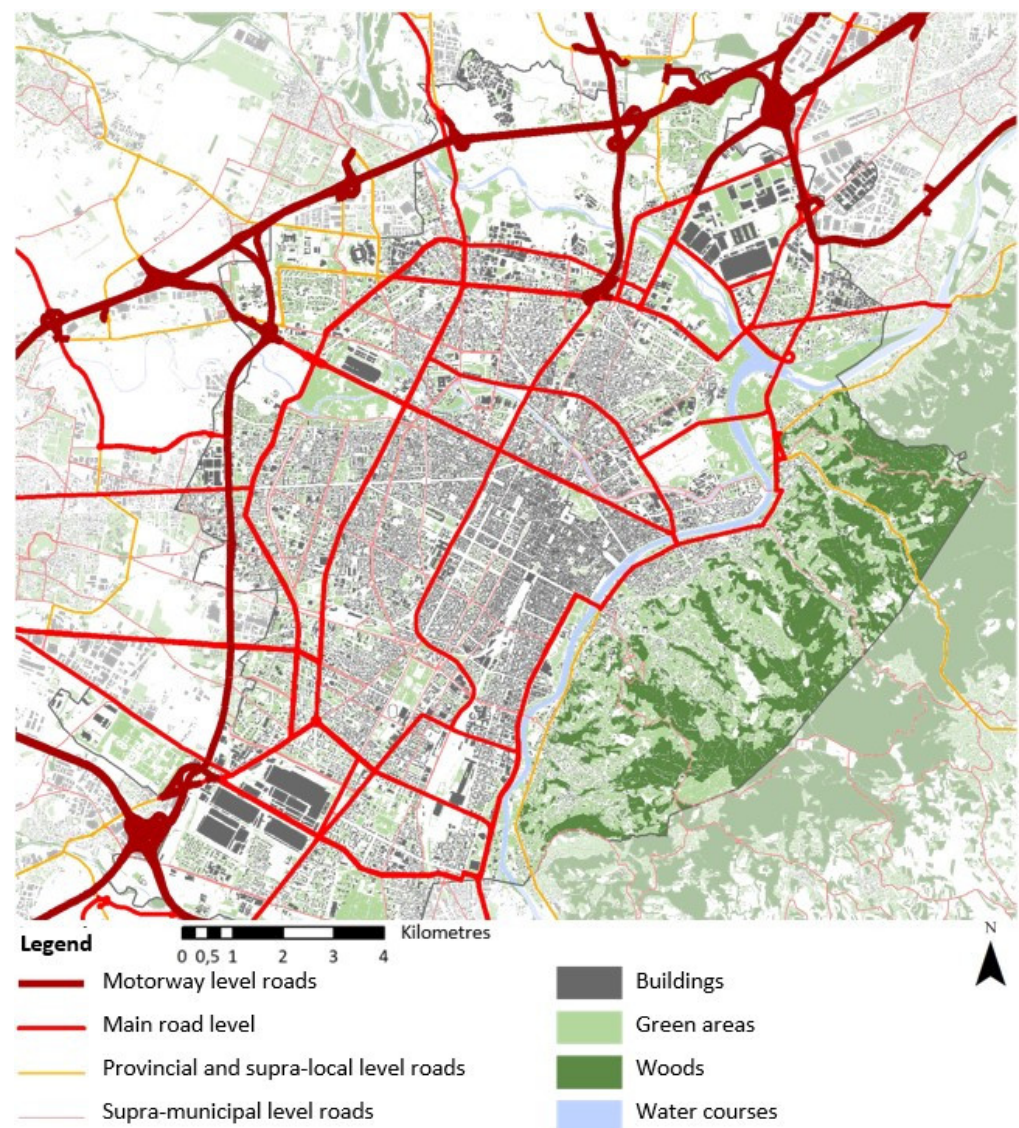 Legend
Kilometres
N
0 0,5 1 2 3 4
Motorway level roads
Buildings
Main road level
Green areas
Provincial and supra-local level roads
Woods
Supra-municipal level roads
Water courses